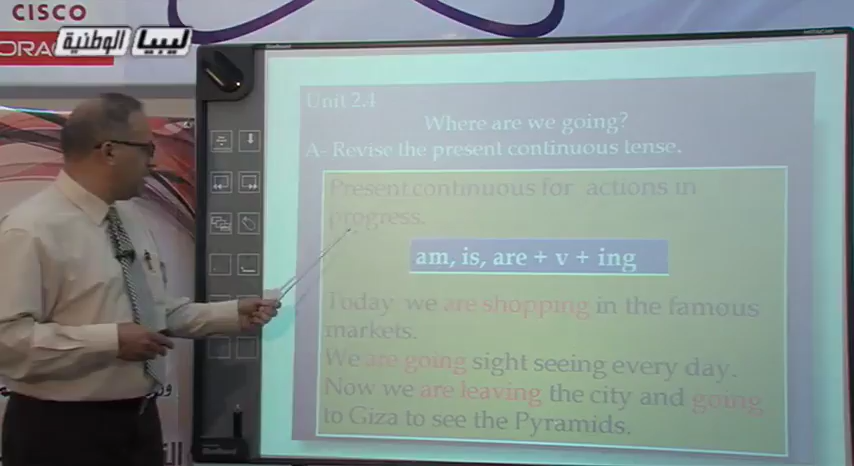 CISCO
ORA
ليبيا الوطنية
Unit 2.1
Where are we going?
A- Revise the present continuous tense.
Present continuous for actions in
progress.
am, is, are + v + ing
Today we are shopping in the famous
markets.
We are going sight seeing every day.
Now we are leaving the city and going
to Giza to see the Pyramids.